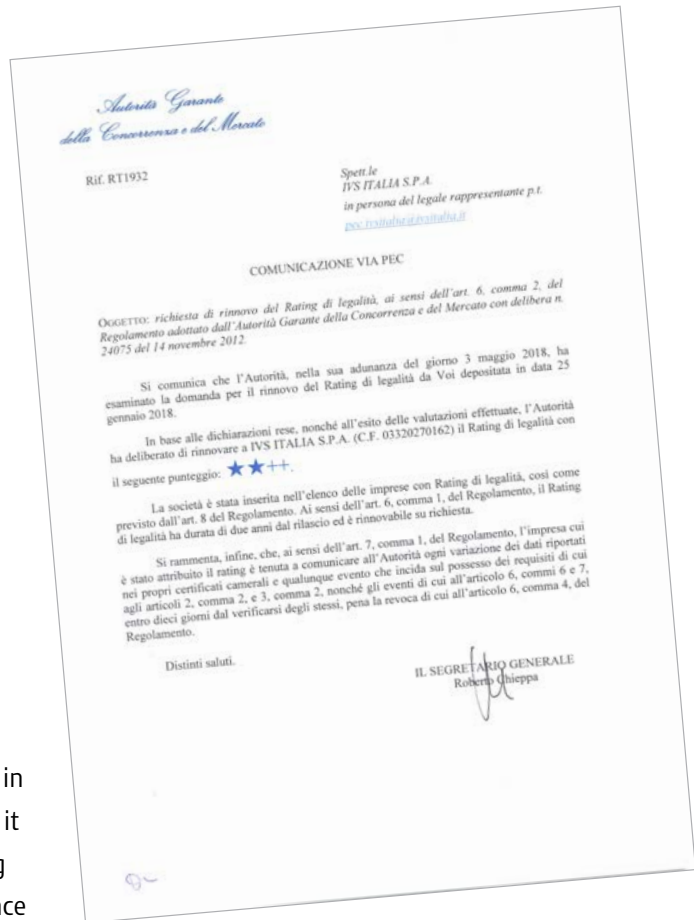 Autorità Garante
della Concorrenza e del Mercato
Rif. RT1932
Spett.le
IVS ITALIA S.P.A.
in persona del legale rappresentante p.t.
pec.ivsitalia@ivsitalia.it
COMUNICAZIONE VIA PEC
OGGETTO: richiesta di rinnovo del Rating di legalità, ai sensi dell'art. 6, comma 2, del
Regolamento adottato dall'Autorità Garante della Concorrenza e del Mercato con delibera n.
24075 del 14 novembre 2012.
Si comunica che l'Autorità, nella sua adunanza del giorno 3 maggio 2018, ha
esaminato la domanda per il rinnovo del Rating di legalità da Voi depositata in data 25
gennaio 2018.
In base alle dichiarazioni rese, nonché all'esito delle valutazioni effettuate, l'Autorità
ha deliberato di rinnovare a IVS ITALIA S.P.A. (C.F. 03320270162) il Rating di legalità con
il seguente punteggio: ★★++.
La società è stata inserita nell'elenco delle imprese con Rating di legalità, così come
previsto dall'art. 8 del Regolamento. Ai sensi dell'art. 6, comma 1, del Regolamento, il Rating
di legalità ha durata di due anni dal rilascio ed è rinnovabile su richiesta.
Si rammenta, infine, che, ai sensi dell'art. 7, comma 1, del Regolamento, l'impresa cui
è stato attribuito il rating è tenuta a comunicare all'Autorità ogni variazione dei dati riportati
nei propri certificati camerali e qualunque evento che incida sul possesso dei requisiti di cui
agli articoli 2, comma 2, e 3, comma 2, nonché gli eventi di cui all'articolo 6, commi 6 e 7,
entro dieci giorni dal verificarsi degli stessi, pena la revoca di cui all'articolo 6, comma 4, del
Regolamento.
Distinti saluti.
IL SEGRETARIO GENERALE
Roberto Chieppa
in
it
g
ce